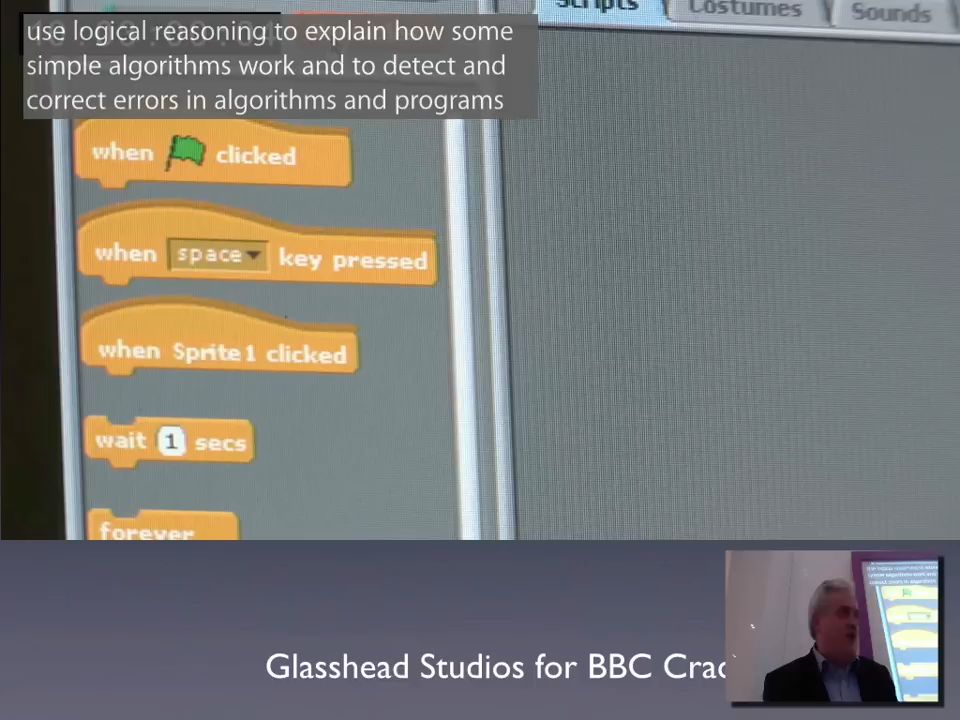 use logical reasoning to explain how some
simple algorithms work and to detect and
correct errors in algorithms and programs
Scripts
Costumes
Sounds
when clicked
when space key pressed
when Sprite1 clicked
wait 1 secs
forever
Glasshead Studios for BBC